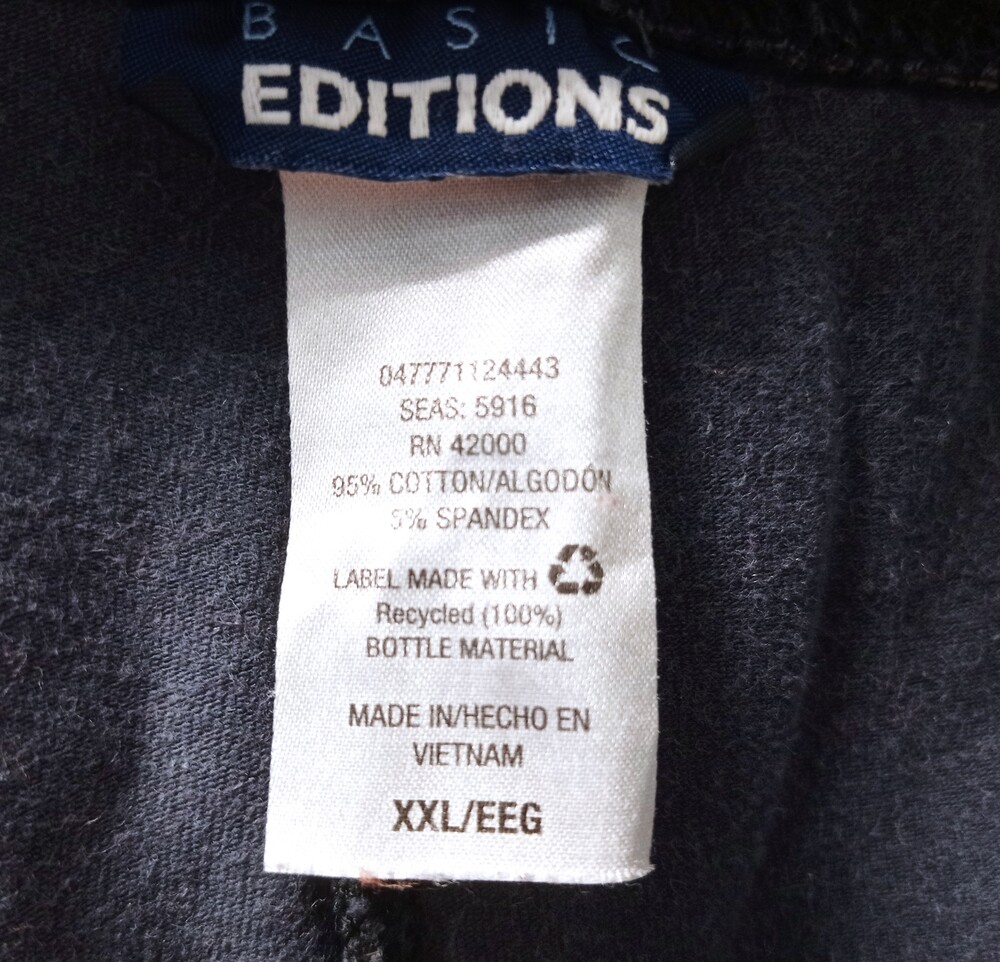 BASIC
EDITIONS
047771124443
SEAS: 5916
RN 42000
95% COTTON/ALGODÓN
5% SPANDEX
LABEL MADE WITH
Recycled (100%)
BOTTLE MATERIAL
MADE IN/HECHO EN
VIETNAM
XXL/EEG